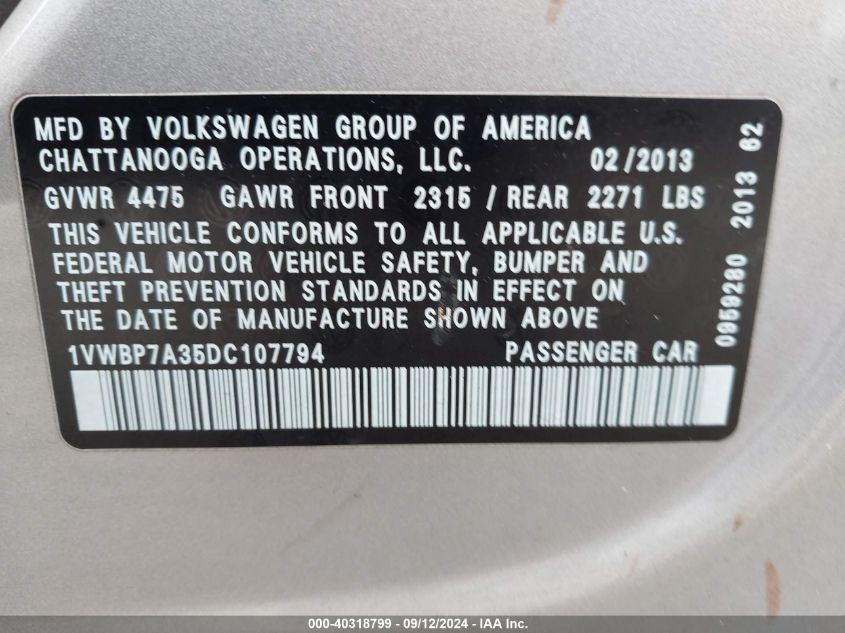 MFD BY VOLKSWAGEN GROUP OF AMERICA
CHATTANOOGA OPERATIONS, LLC. 02/2013
GVWR 4475 GAWR FRONT 2315 / REAR 2271 LBS
THIS VEHICLE CONFORMS TO ALL APPLICABLE U.S.
FEDERAL MOTOR VEHICLE SAFETY, BUMPER AND
THEFT PREVENTION STANDARDS IN EFFECT ON
THE DATE OF MANUFACTURE SHOWN ABOVE
1VWBP7A35DC107794 PASSENGER CAR
0959280 2013 62
000-40318799 - 09/12/2024 - IAA Inc.